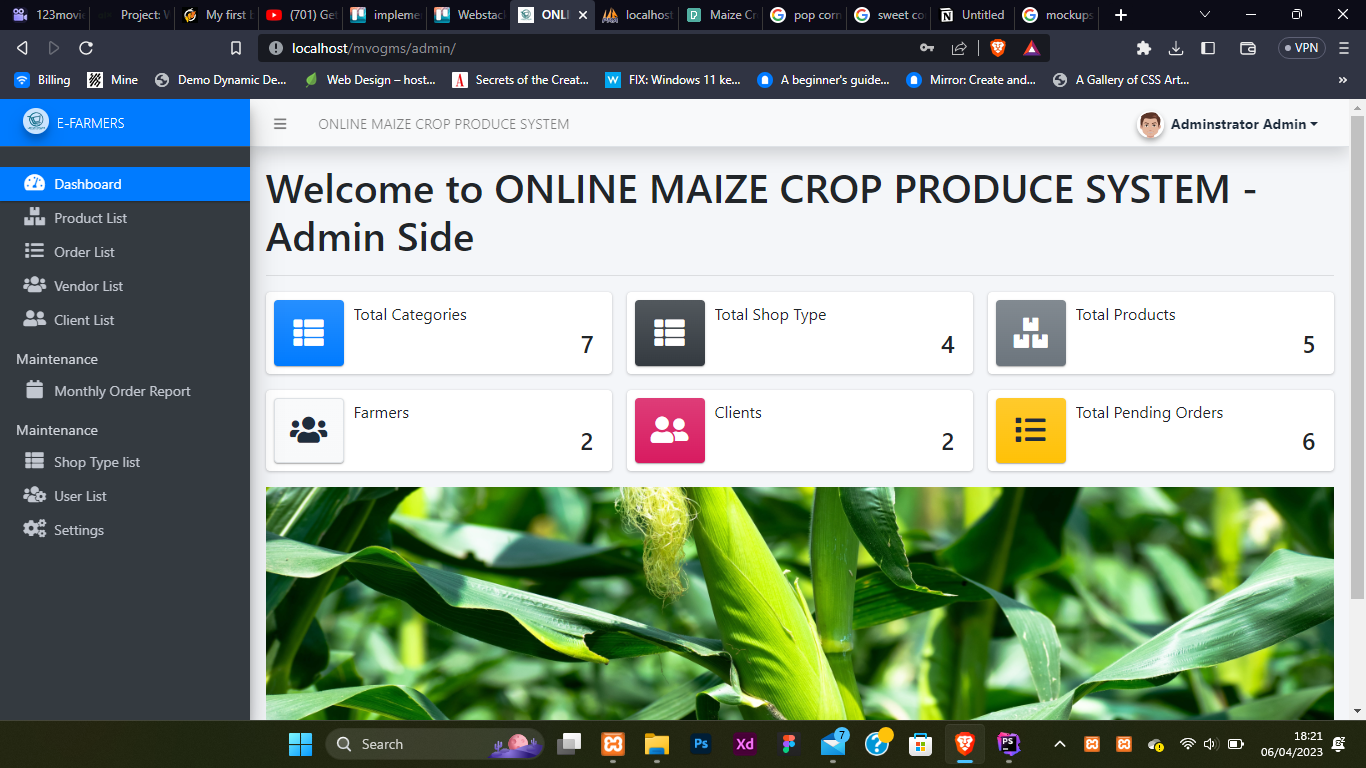 123movi
Project: W
My first b
(701) Get
impleme
Webstac
ONLI
localhost
Maize Cr
pop corn
sweet co
Untitled
mockups
localhost/mvogms/admin/
VPN
Billing
Mine
Demo Dynamic De...
Web Design – host...
Secrets of the Creat...
FIX: Windows 11 ke...
A beginner's guide...
Mirror: Create and...
A Gallery of CSS Art...
E-FARMERS
ONLINE MAIZE CROP PRODUCE SYSTEM
Adminstrator Admin
Dashboard
Product List
Order List
Vendor List
Client List
Maintenance
Monthly Order Report
Maintenance
Shop Type list
User List
Settings
Welcome to ONLINE MAIZE CROP PRODUCE SYSTEM -
Admin Side
Total Categories
7
Total Shop Type
4
Total Products
5
Farmers
2
Clients
2
Total Pending Orders
6
Search
Ps
Xd
7
PS
18:21
06/04/2023